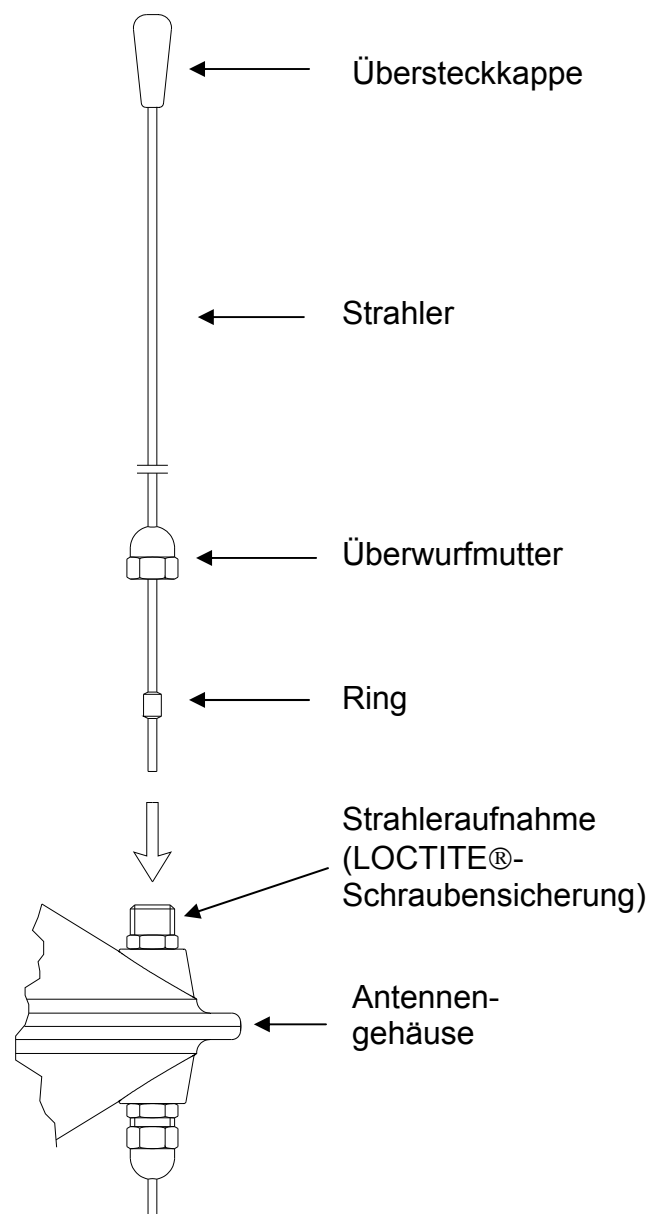 Übersteckkappe
Strahler
Überwurfmutter
Ring
Strahleraufnahme
(LOCTITE®-
Schraubensicherung)
Antennen-
gehäuse